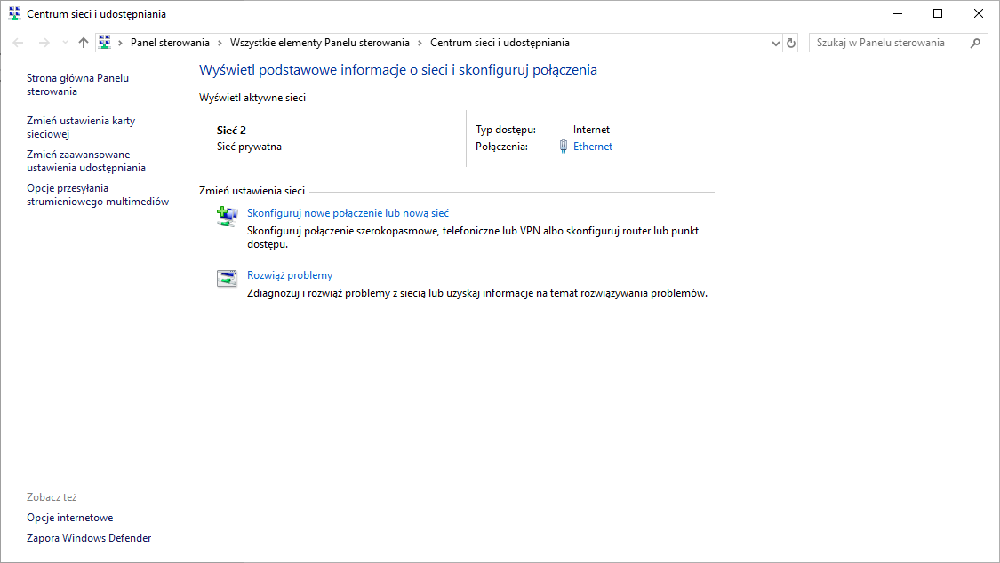 Centrum sieci i udostępniania
Panel sterowania
Wszystkie elementy Panelu sterowania
Centrum sieci i udostępniania
Szukaj w Panelu sterowania
Strona główna Panelu
sterowania
Zmień ustawienia karty
sieciowej
Zmień zaawansowane
ustawienia udostępniania
Opcje przesyłania
strumieniowego multimediów
Wyświetl podstawowe informacje o sieci i skonfiguruj połączenia
Wyświetl aktywne sieci
Sieć 2
Sieć prywatna
Typ dostępu: Internet
Połączenia: Ethernet
Zmień ustawienia sieci
Skonfiguruj nowe połączenie lub nową sieć
Skonfiguruj połączenie szerokopasmowe, telefoniczne lub VPN albo skonfiguruj router lub punkt
dostępu.
Rozwiąż problemy
Zdiagnozuj i rozwiąż problemy z siecią lub uzyskaj informacje na temat rozwiązywania problemów.
Zobacz też
Opcje internetowe
Zapora Windows Defender